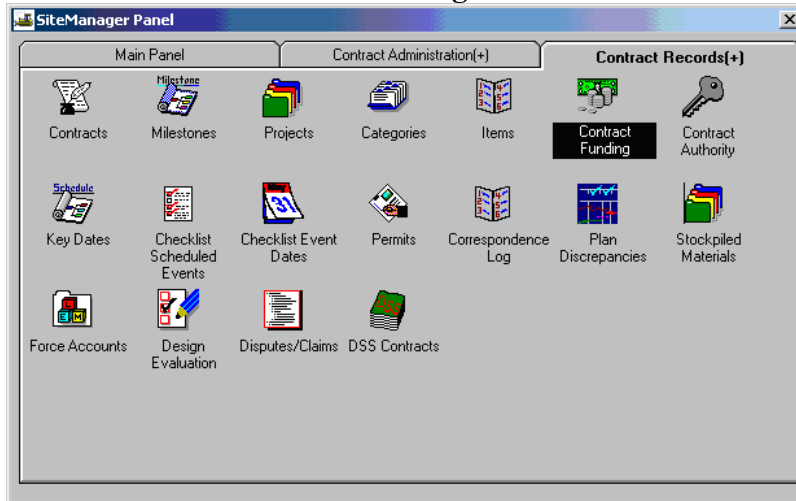 SiteManager Panel
Main Panel
Contract Administration(+)
Contract Records(+)
Milestone
Contracts
Milestones
Projects
Categories
Items
Contract
Funding
Contract
Authority
Schedule
31
Key Dates
Checklist
Scheduled
Events
Checklist Event
Dates
Permits
Correspondence
Log
Plan
Discrepancies
Stockpiled
Materials
DSS
Force Accounts
Design
Evaluation
Disputes/Claims
DSS Contracts